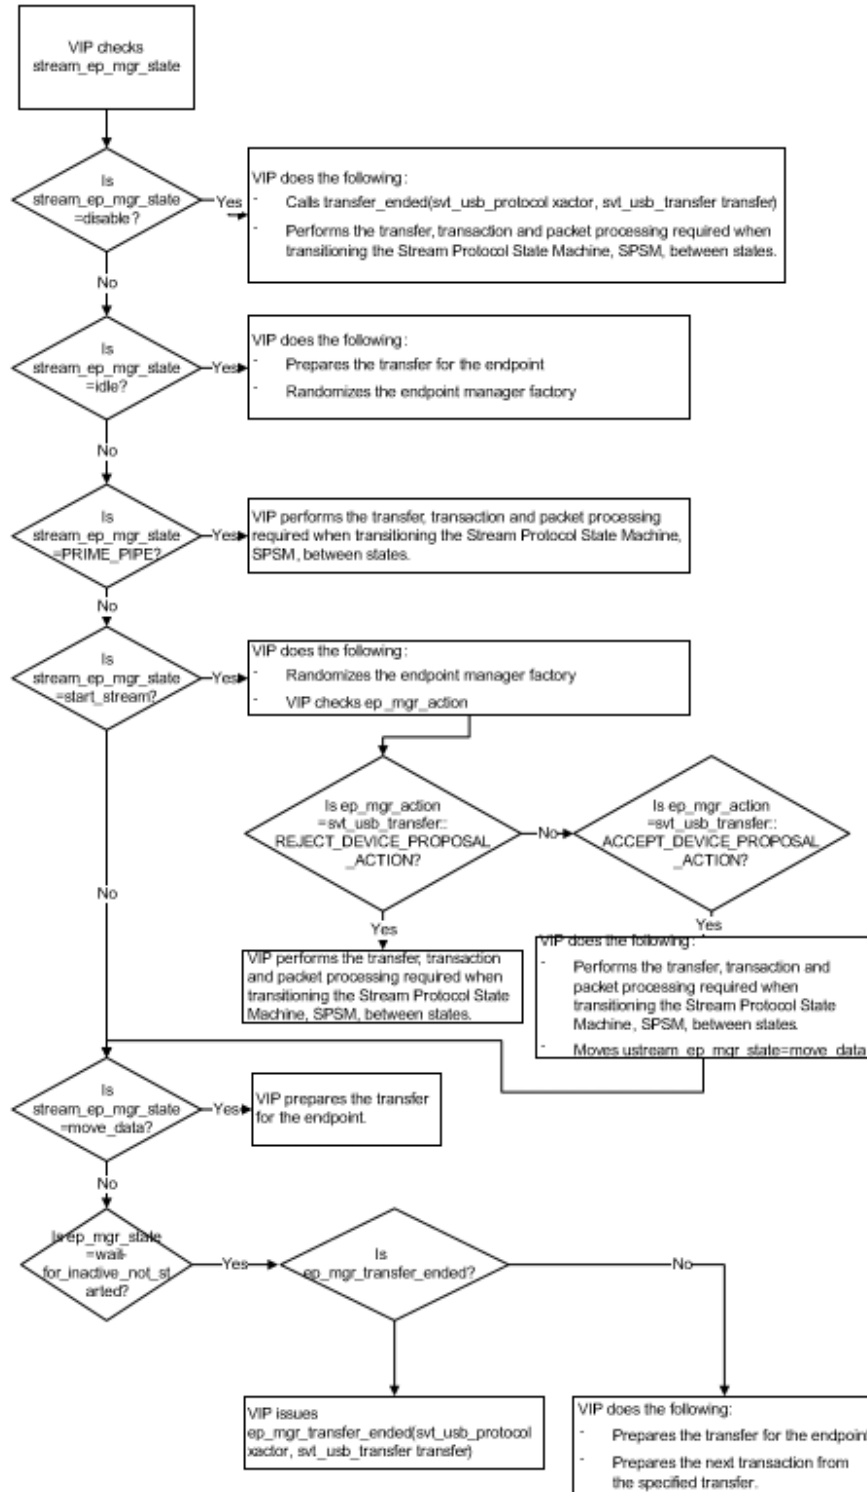 VIP checks
stream_ep_mgr_state
Is
stream_ep_mgr_state
=disable?
Yes
VIP does the following:
- Calls transfer_ended(svt_usb_protocol xactor, svt_usb_transfer transfer)
- Performs the transfer, transaction and packet processing required when
transitioning the Stream Protocol State Machine, SPSM, between states.
No
Is
stream_ep_mgr_state
=idle?
Yes
VIP does the following:
- Prepares the transfer for the endpoint
- Randomizes the endpoint manager factory
No
Is
stream_ep_mgr_state
=PRIME_PIPE?
Yes
VIP performs the transfer, transaction and packet processing
required when transitioning the Stream Protocol State Machine,
SPSM, between states.
No
Is
stream_ep_mgr_state
=start_stream?
Yes
VIP does the following:
- Randomizes the endpoint manager factory
- VIP checks ep_mgr_action
Is ep_mgr_action
=svt_usb_transfer::
REJECT_DEVICE_PROPOSAL
_ACTION?
No
Is ep_mgr_action
=svt_usb_transfer::
ACCEPT_DEVICE_PROPOSAL
_ACTION?
No
Yes
Yes
VIP performs the transfer, transaction
and packet processing required when
transitioning the Stream Protocol State
Machine, SPSM, between states.
VIP does the following:
- Performs the transfer, transaction and
packet processing required when
transitioning the Stream Protocol State
Machine, SPSM, between states.
- Moves ustream_ep_mgr_state=move_data
Is
stream_ep_mgr_state
=move_data?
Yes
VIP prepares the transfer
for the endpoint.
No
Is ep_mgr_state
=wait-
for_inactive_not_st
arted?
Yes
Is
ep_mgr_transfer_ended?
No
VIP issues
ep_mgr_transfer_ended(svt_usb_protocol
xactor, svt_usb_transfer transfer)
VIP does the following:
- Prepares the transfer for the endpoint
- Prepares the next transaction from
the specified transfer.